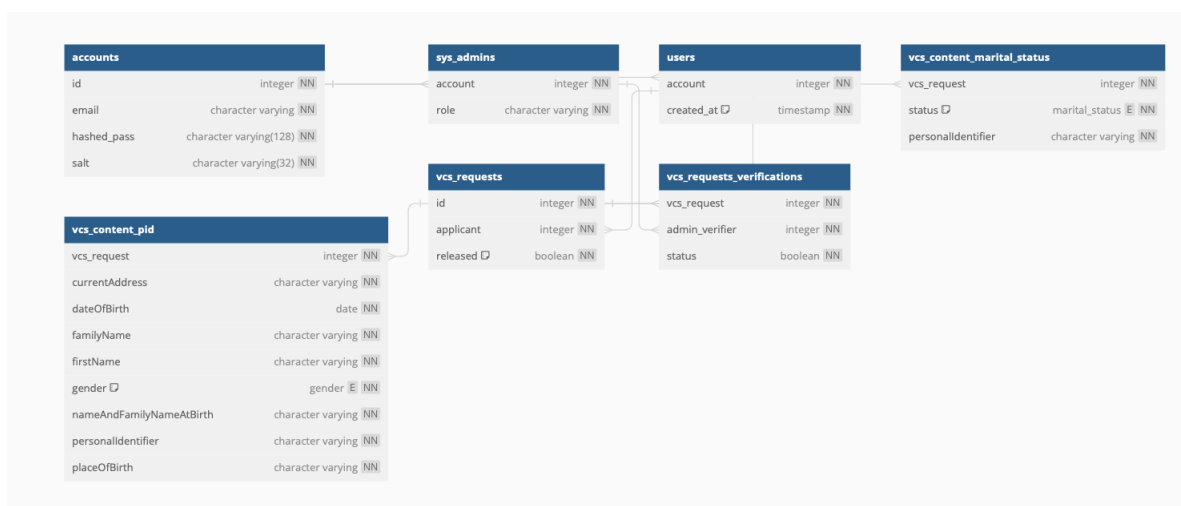 accounts
id integer NN
email character varying NN
hashed_pass character varying(128) NN
salt character varying(32) NN
sys_admins
account integer NN
role character varying NN
users
account integer NN
created_at timestamp NN
vcs_content_marital_status
vcs_request integer NN
status marital_status E NN
personalIdentifier character varying NN
vcs_requests
id integer NN
applicant integer NN
released boolean NN
vcs_requests_verifications
vcs_request integer NN
admin_verifier integer NN
status boolean NN
vcs_content_pid
vcs_request integer NN
currentAddress character varying NN
dateOfBirth date NN
familyName character varying NN
firstName character varying NN
gender gender E NN
nameAndFamilyNameAtBirth character varying NN
personalIdentifier character varying NN
placeOfBirth character varying NN